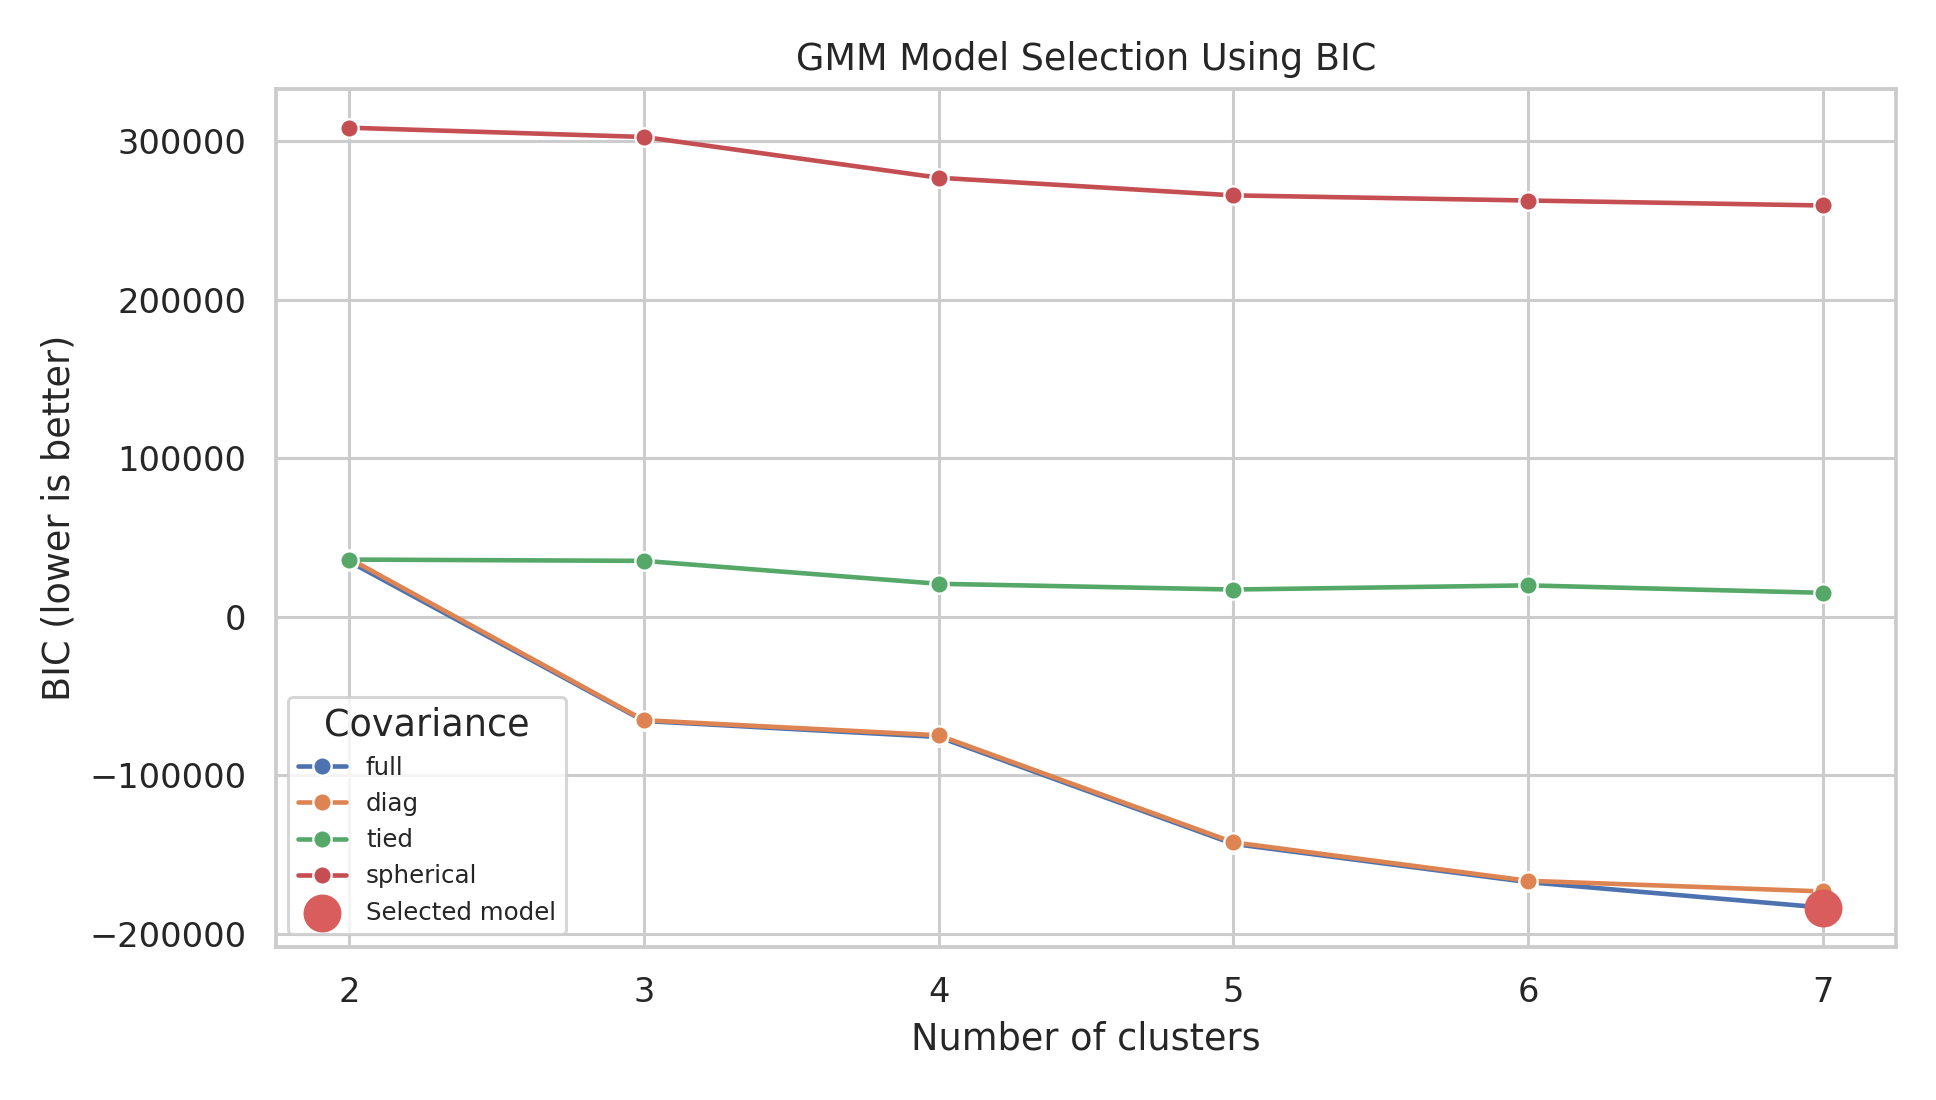 GMM Model Selection Using BIC
BIC (lower is better)
300000
200000
100000
0
−100000
−200000
Covariance
full
diag
tied
spherical
Selected model
2 3 4 5 6 7
Number of clusters